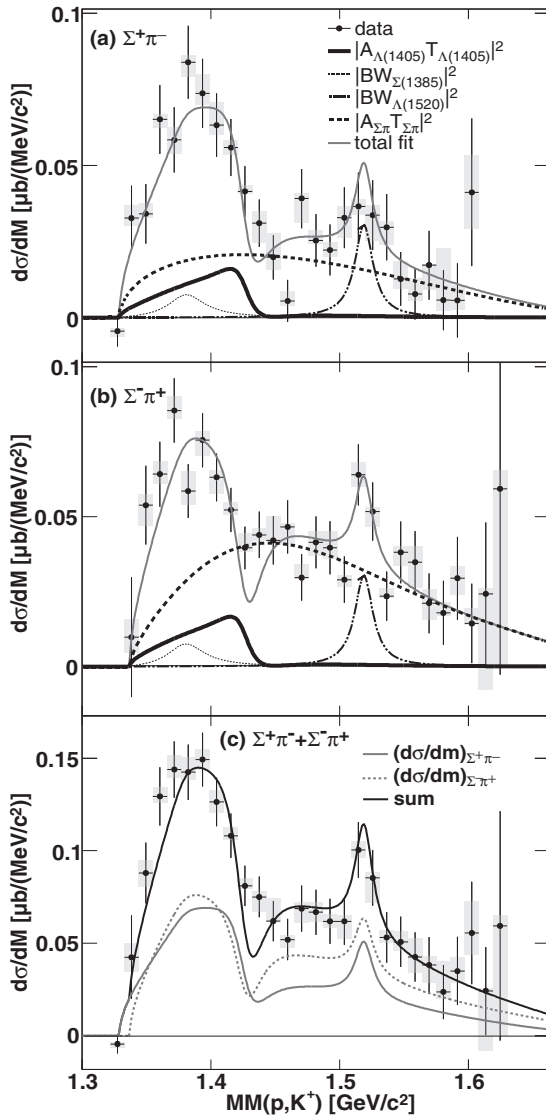 (a) Σ⁺π⁻
data
|A_Λ(1405)T_Λ(1405)|²
|BW_Σ(1385)|²
|BW_Λ(1520)|²
|A_ΣπT_Σπ|²
total fit
dσ/dM [μb/(MeV/c²)]
0.1
0.05
0
(b) Σ⁻π⁺
dσ/dM [μb/(MeV/c²)]
0.1
0.05
0
(c) Σ⁺π⁻+Σ⁻π⁺
(dσ/dm)_Σ⁺π⁻
(dσ/dm)_Σ⁻π⁺
sum
dσ/dM [μb/(MeV/c²)]
0.15
0.1
0.05
0
1.3 1.4 1.5 1.6
MM(p,K⁺) [GeV/c²]